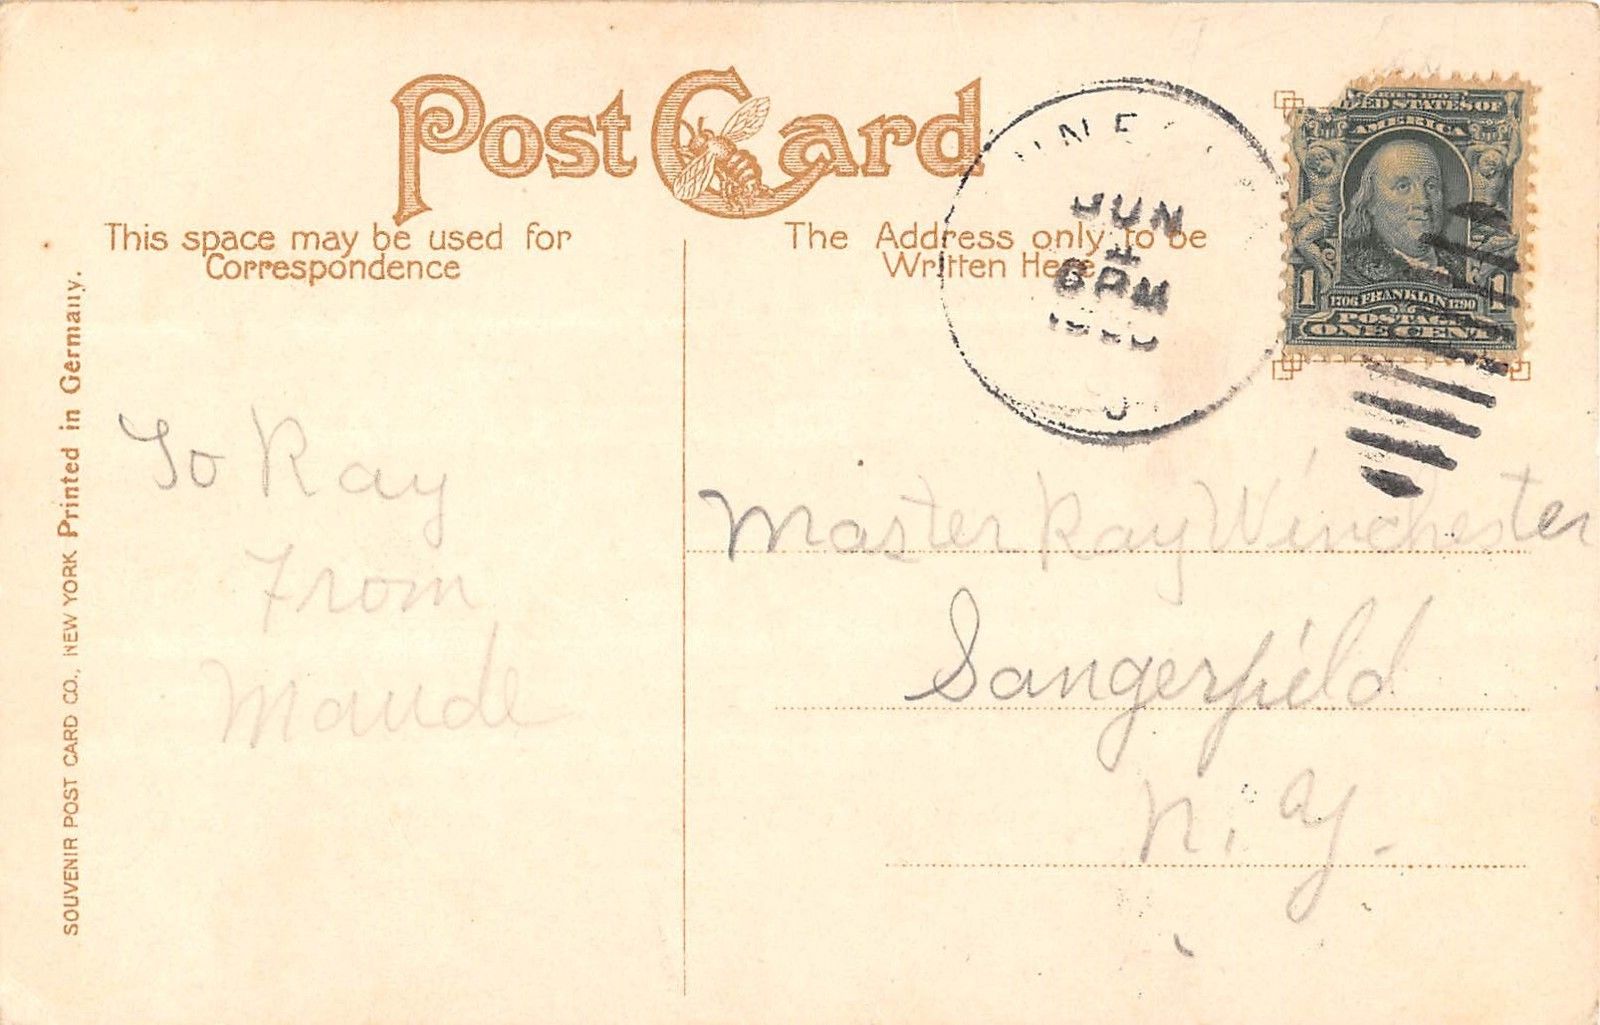 Post Card
This space may be used for
Correspondence
The Address only to be
Written Here
JUN
6 PM
SERIES 1902
UNITED STATES OF
AMERICA
1 1
1706 FRANKLIN 1790
POSTAGE
ONE CENT
To Ray
From
Maude
Master Ray Winchester
Sangerfield
N. Y.
SOUVENIR POST CARD CO., NEW YORK Printed in Germany.